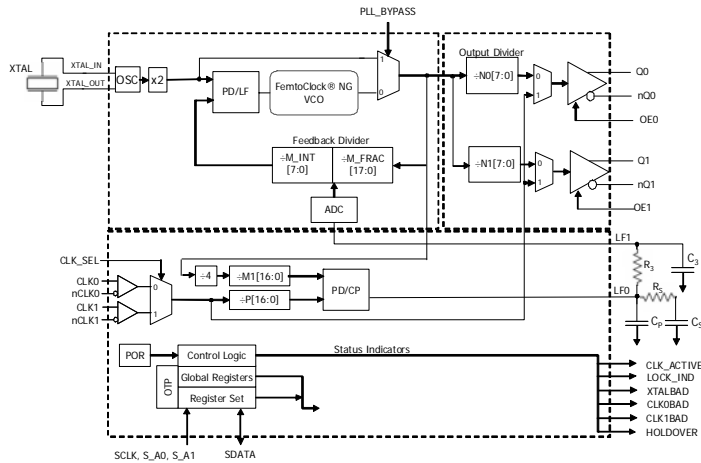 PLL_BYPASS
XTAL
XTAL_IN
XTAL_OUT
OSC
x2
PD/LF
FemtoClock® NG
VCO
1
0
Output Divider
÷N0[7:0]
0
1
Q0
nQ0
OE0
Feedback Divider
÷M_INT
[7:0]
÷M_FRAC
[17:0]
÷N1[7:0]
0
1
Q1
nQ1
OE1
ADC
LF1
CLK_SEL
CLK0
nCLK0
CLK1
nCLK1
0
1
÷4
÷M1[16:0]
÷P[16:0]
PD/CP
LF0
R3
C3
RS
CP
CS
POR
Control Logic
OTP
Global Registers
Register Set
Status Indicators
CLK_ACTIVE
LOCK_IND
XTALBAD
CLK0BAD
CLK1BAD
HOLDOVER
SCLK, S_A0, S_A1
SDATA